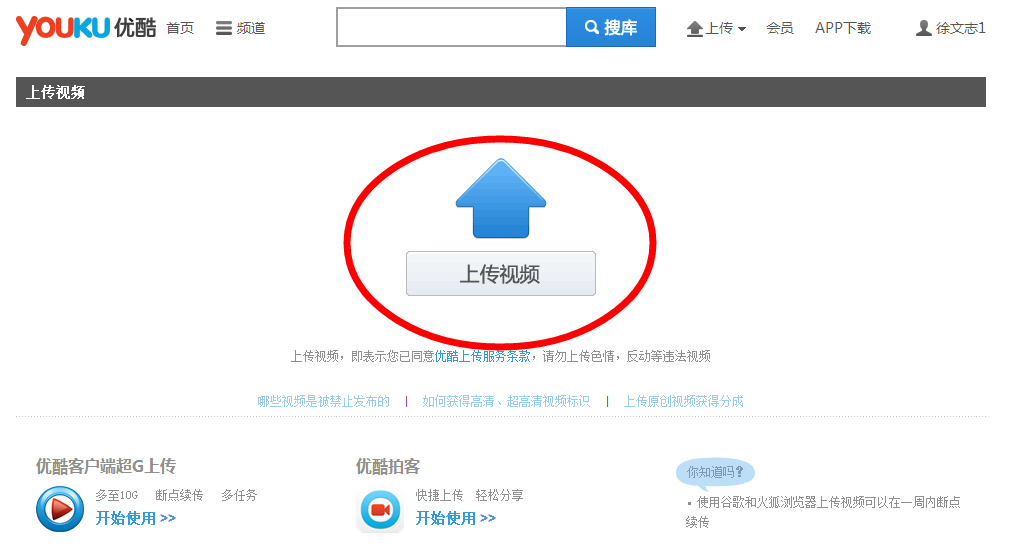 YOUKU 优酷 首页 频道 搜库 上传 会员 APP下载 徐文志1
上传视频
上传视频
上传视频，即表示您已同意优酷上传服务条款，请勿上传色情，反动等违法视频
哪些视频是被禁止发布的 | 如何获得高清、超高清视频标识 | 上传原创视频获得分成
优酷客户端超G上传
多至10G 断点续传 多任务
开始使用 >>
优酷拍客
快捷上传 轻松分享
开始使用 >>
你知道吗?
使用谷歌和火狐浏览器上传视频可以在一周内断点
续传